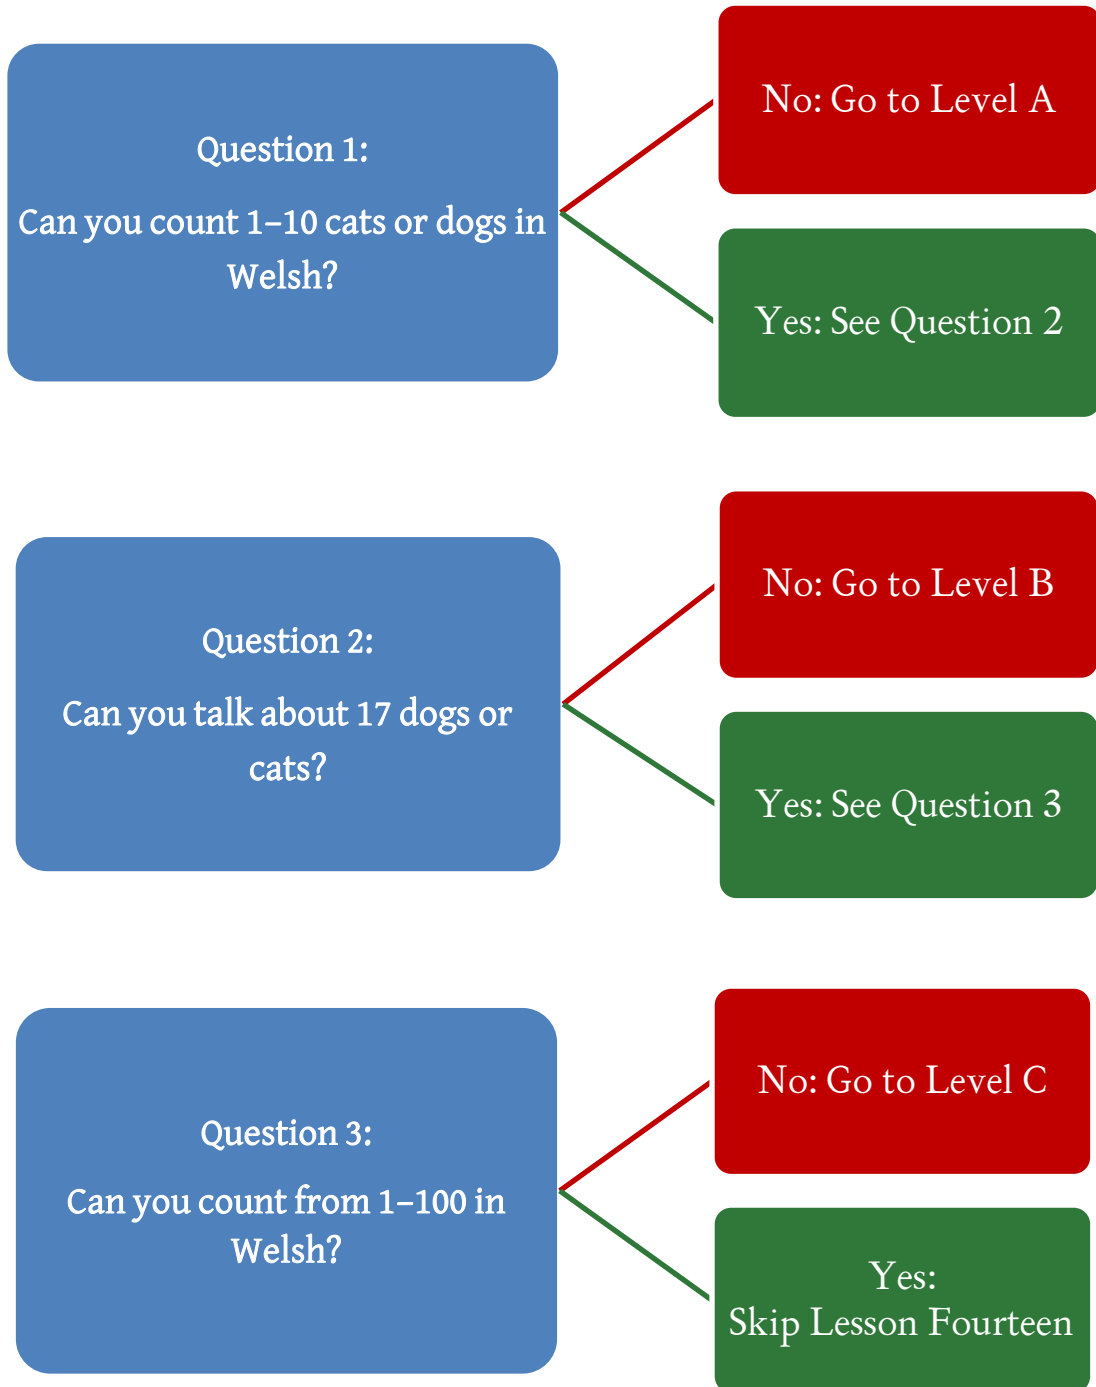 Question 1:
Can you count 1–10 cats or dogs in
Welsh?
No: Go to Level A
Yes: See Question 2
Question 2:
Can you talk about 17 dogs or
cats?
No: Go to Level B
Yes: See Question 3
Question 3:
Can you count from 1–100 in
Welsh?
No: Go to Level C
Yes:
Skip Lesson Fourteen